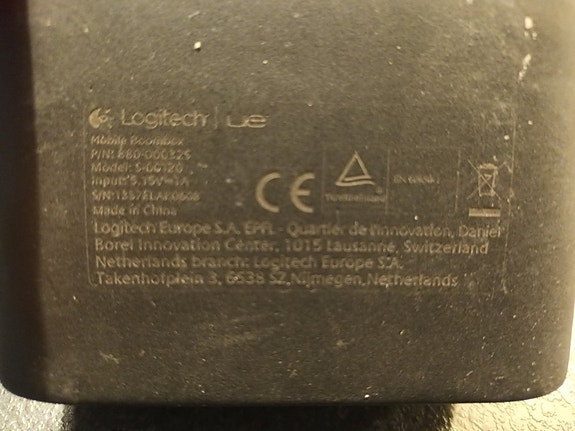 Logitech | UE
Mobile Boombox
P/N: 880-000325
Model: S-00120
Input: 5.15V⎓1A
Made in China
CE
Logitech Europe S.A. EPFL - Quartier de l'Innovation, Daniel
Borel Innovation Center, 1015 Lausanne, Switzerland
Netherlands branch: Logitech Europe S.A.
Takenhofplein 3, 6538 SZ Nijmegen, Netherlands